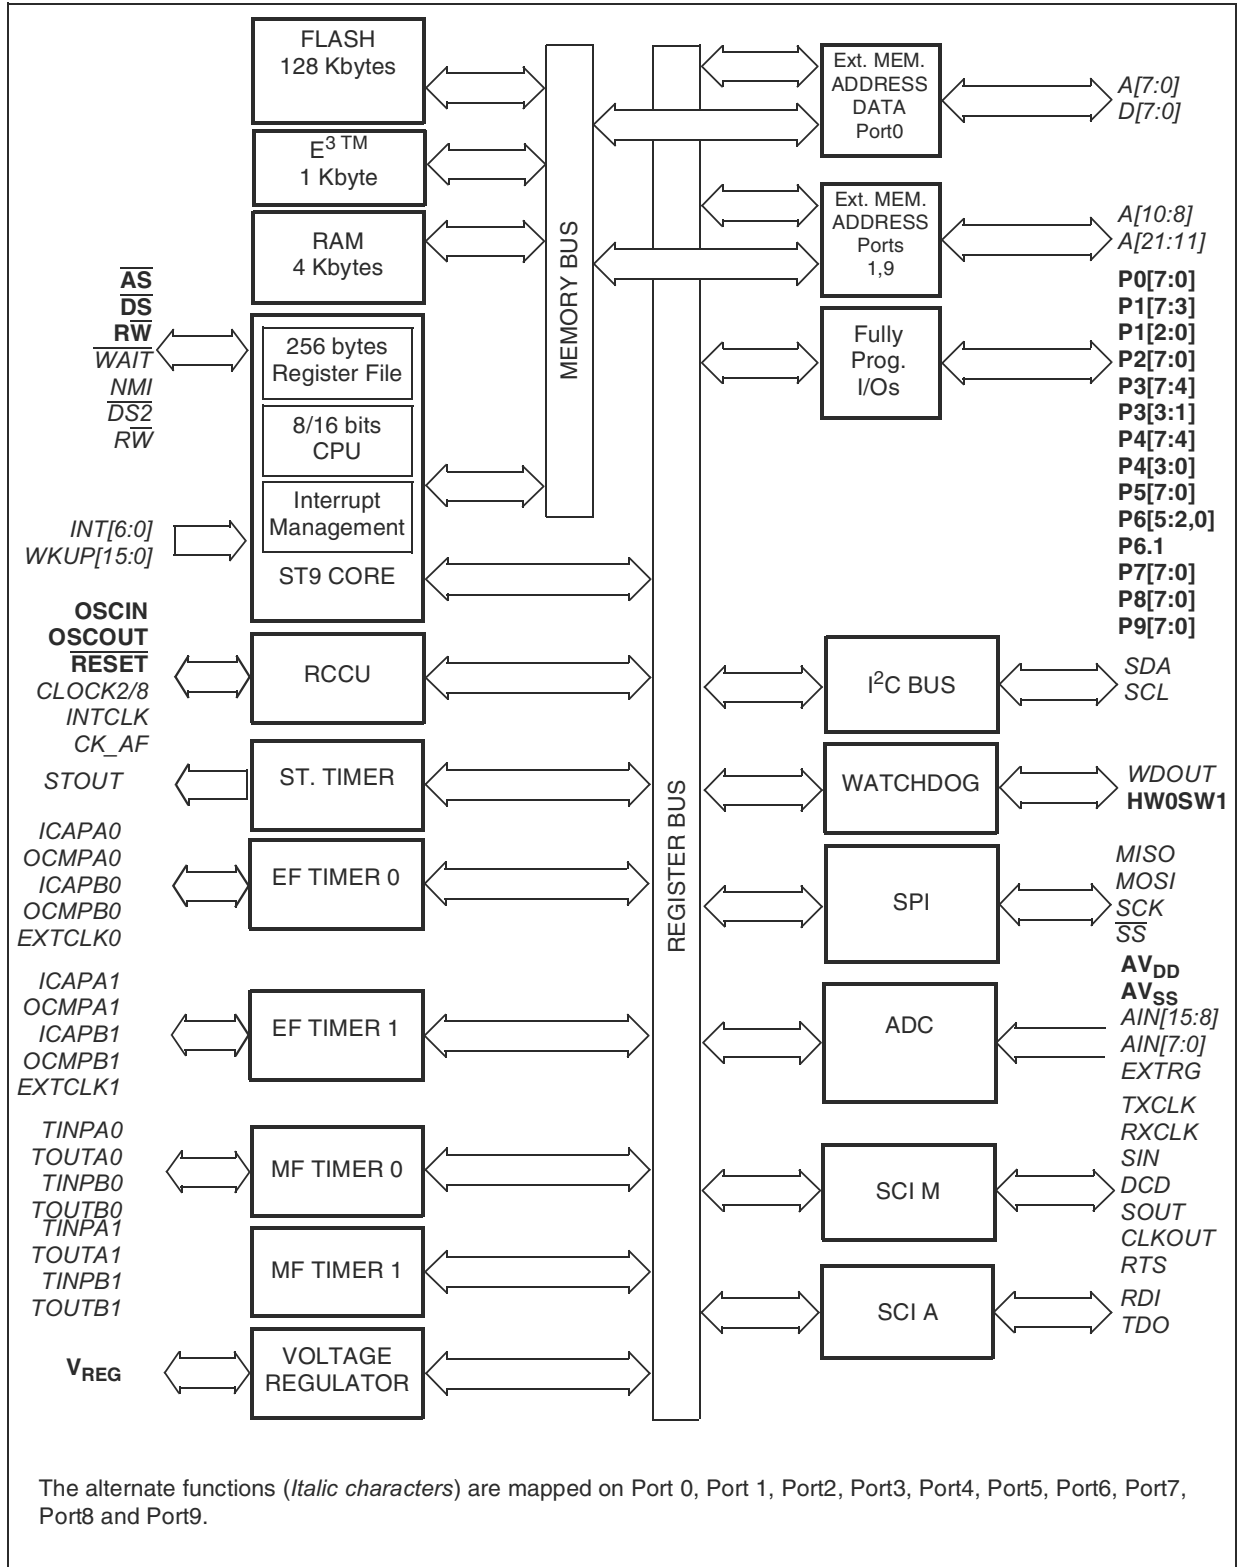 FLASH
128 Kbytes
E3 TM
1 Kbyte
RAM
4 Kbytes
AS
DS
RW
WAIT
NMI
DS2
RW
256 bytes
Register File
8/16 bits
CPU
Interrupt
Management
ST9 CORE
INT[6:0]
WKUP[15:0]
OSCIN
OSCOUT
RESET
CLOCK2/8
INTCLK
CK_AF
RCCU
STOUT
ST. TIMER
ICAPA0
OCMPA0
ICAPB0
OCMPB0
EXTCLK0
EF TIMER 0
ICAPA1
OCMPA1
ICAPB1
OCMPB1
EXTCLK1
EF TIMER 1
TINPA0
TOUTA0
TINPB0
TOUTB0
MF TIMER 0
TINPA1
TOUTA1
TINPB1
TOUTB1
MF TIMER 1
VREG
VOLTAGE
REGULATOR
MEMORY BUS
REGISTER BUS
Ext. MEM.
ADDRESS
DATA
Port0
A[7:0]
D[7:0]
Ext. MEM.
ADDRESS
Ports
1,9
A[10:8]
A[21:11]
Fully
Prog.
I/Os
P0[7:0]
P1[7:3]
P1[2:0]
P2[7:0]
P3[7:4]
P3[3:1]
P4[7:4]
P4[3:0]
P5[7:0]
P6[5:2,0]
P6.1
P7[7:0]
P8[7:0]
P9[7:0]
I2C BUS
SDA
SCL
WATCHDOG
WDOUT
HW0SW1
SPI
MISO
MOSI
SCK
SS
ADC
AVDD
AVSS
AIN[15:8]
AIN[7:0]
EXTRG
SCI M
TXCLK
RXCLK
SIN
DCD
SOUT
CLKOUT
RTS
SCI A
RDI
TDO
The alternate functions (Italic characters) are mapped on Port 0, Port 1, Port2, Port3, Port4, Port5, Port6, Port7,
Port8 and Port9.